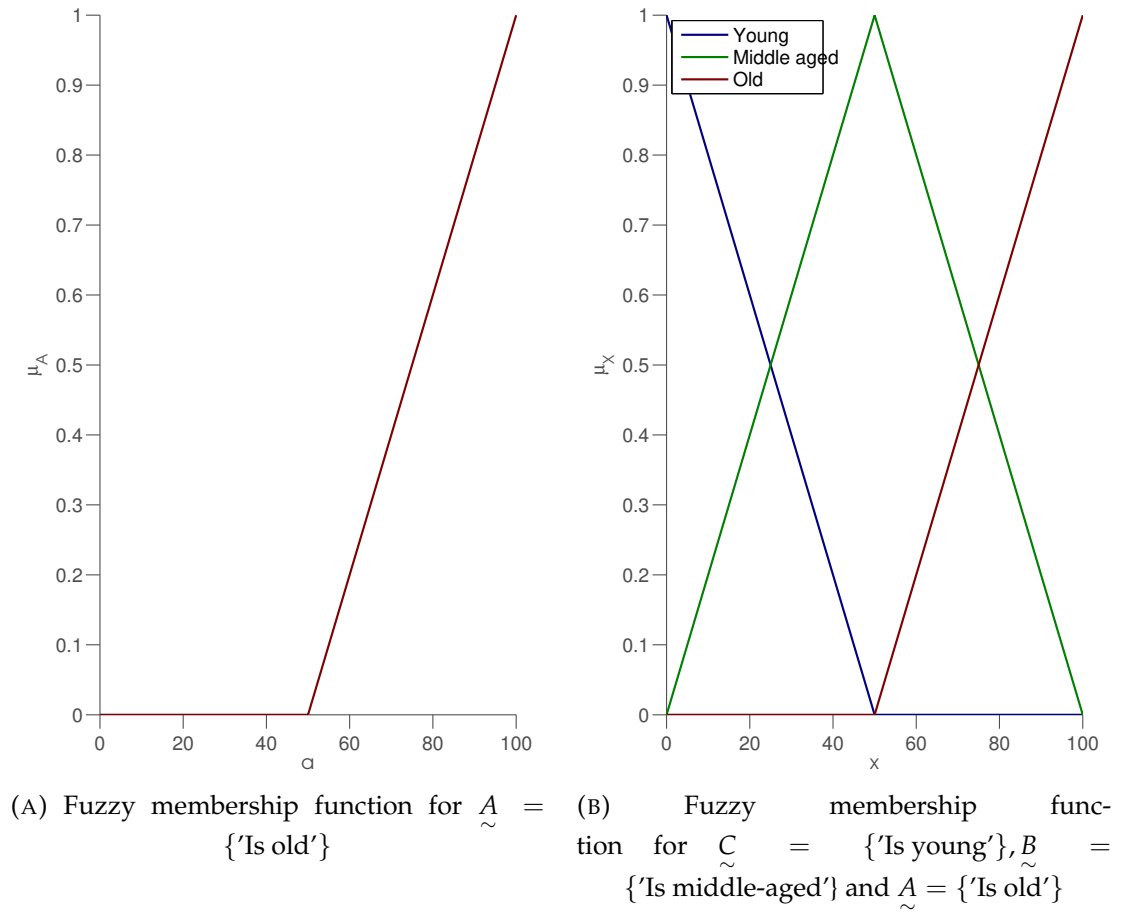 1
0.9
0.8
0.7
0.6
0.5
0.4
0.3
0.2
0.1
0
μA
0 20 40 60 80 100
a
(A) Fuzzy membership function for A =
~
{'Is old'}
1
0.9
0.8
0.7
0.6
0.5
0.4
0.3
0.2
0.1
0
μX
Young
Middle aged
Old
0 20 40 60 80 100
x
(B) Fuzzy membership func-
tion for C = {'Is young'}, B =
~ ~
{'Is middle-aged'} and A = {'Is old'}
~